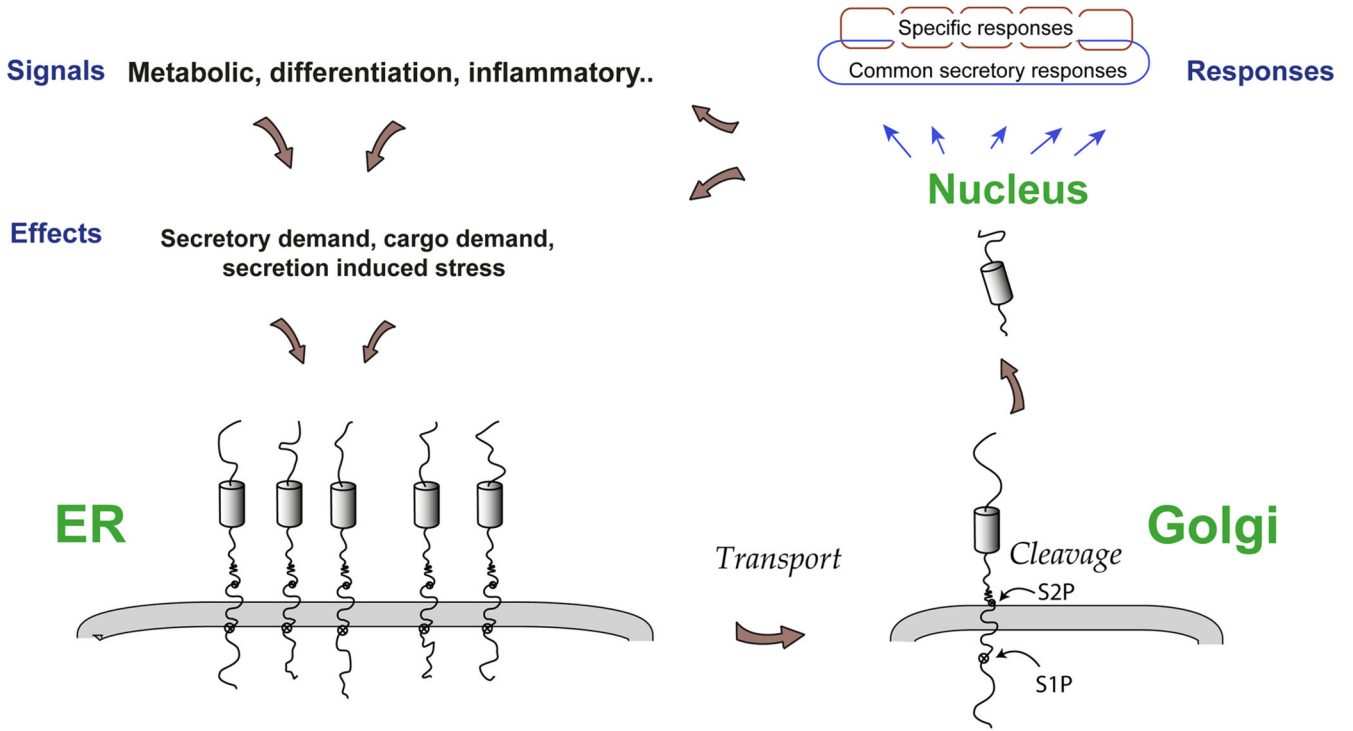 Specific responses
Common secretory responses
Signals
Metabolic, differentiation, inflammatory..
Responses
Nucleus
Effects
Secretory demand, cargo demand,
secretion induced stress
ER
Golgi
Transport
Cleavage
S2P
S1P